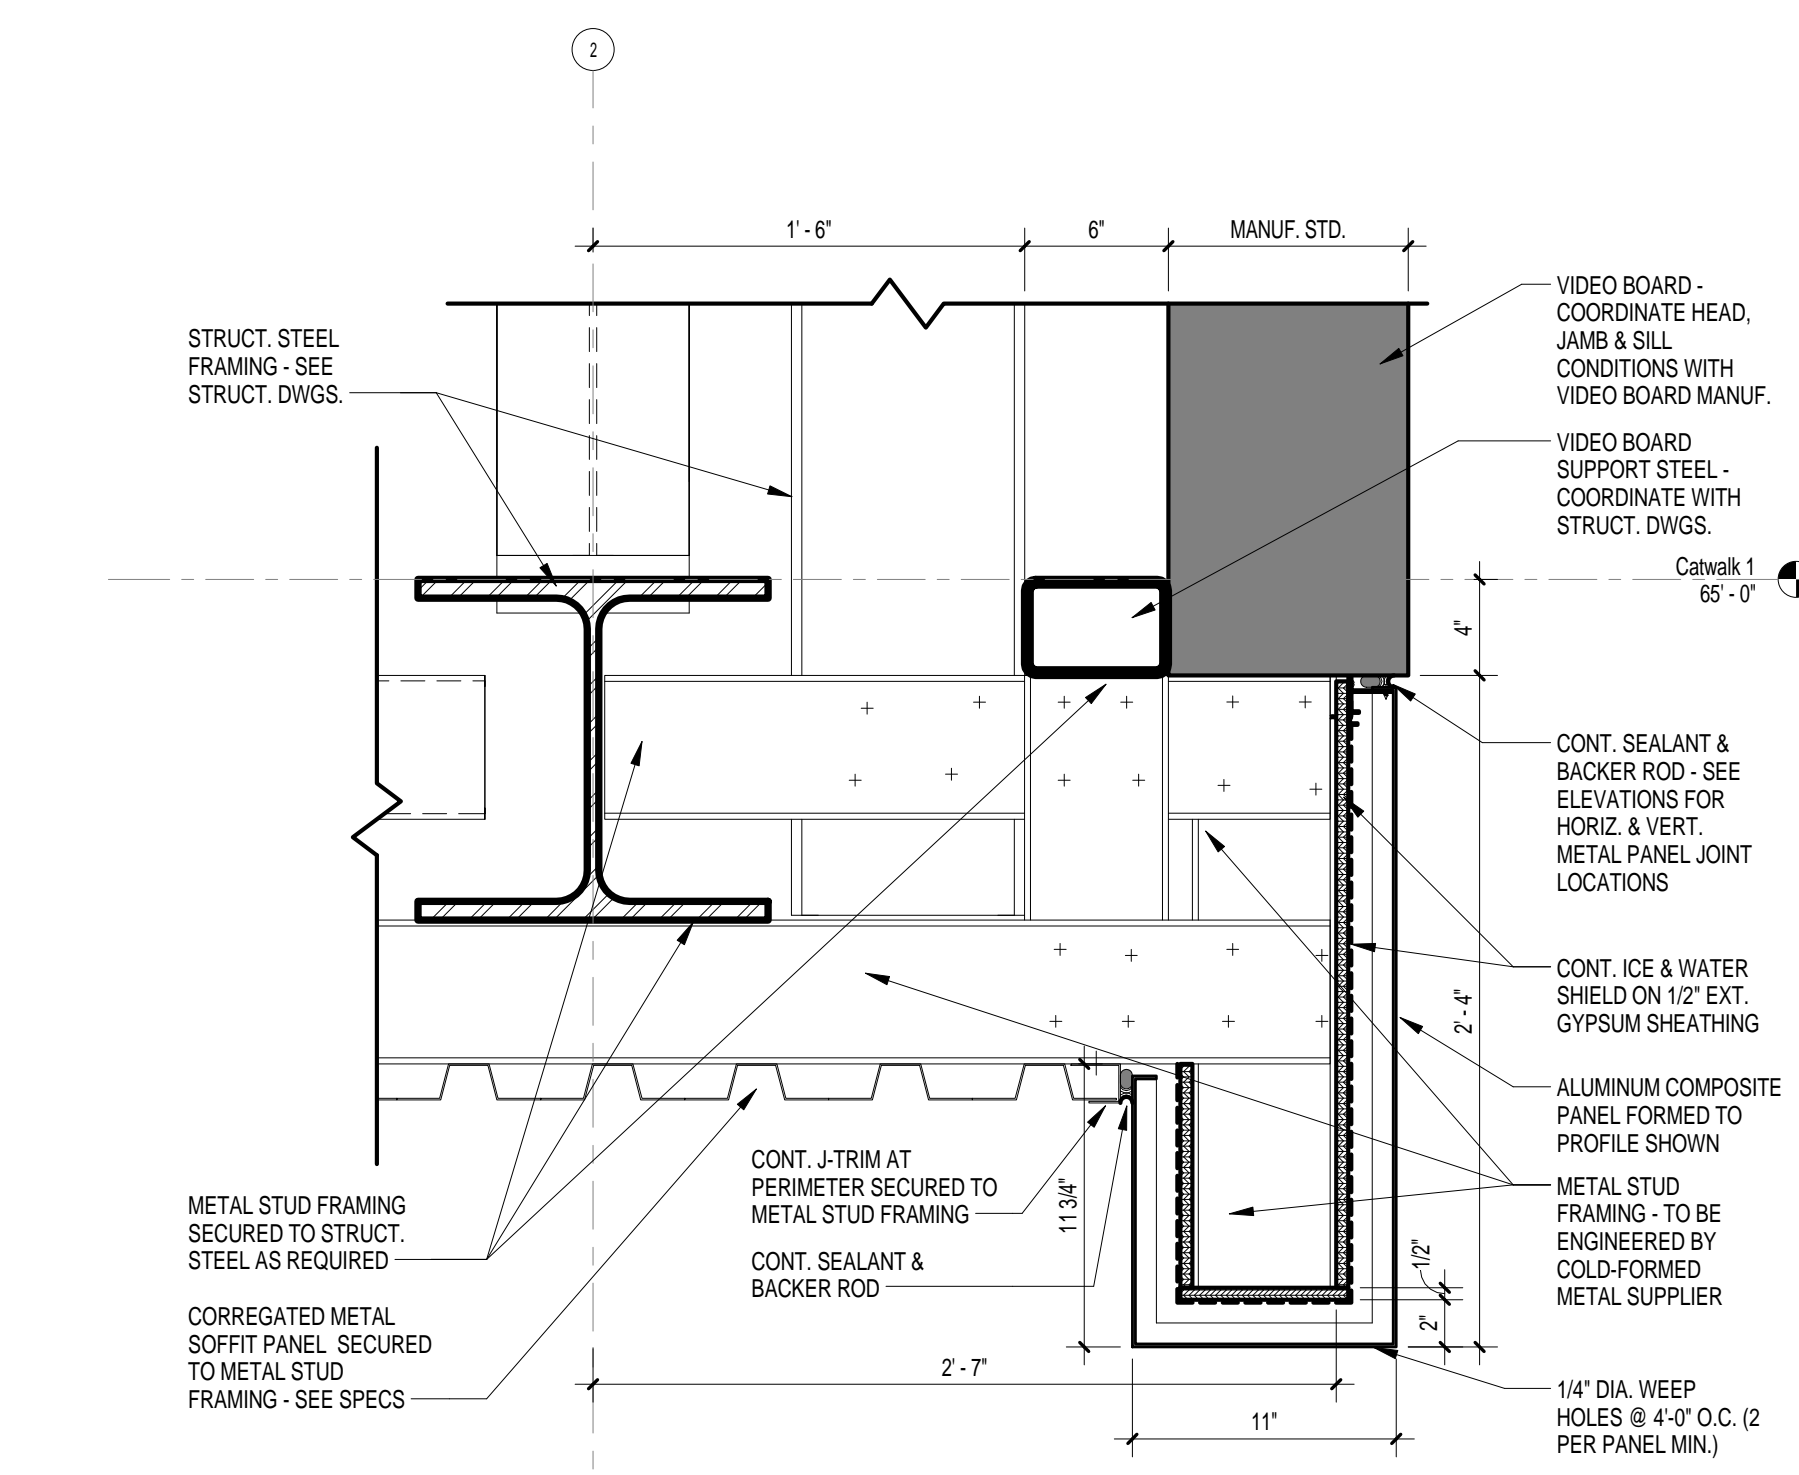 2
1' - 6"
6"
MANUF. STD.
VIDEO BOARD -
COORDINATE HEAD,
JAMB & SILL
CONDITIONS WITH
VIDEO BOARD MANUF.
STRUCT. STEEL
FRAMING - SEE
STRUCT. DWGS.
VIDEO BOARD
SUPPORT STEEL -
COORDINATE WITH
STRUCT. DWGS.
Catwalk 1
65' - 0"
4"
CONT. SEALANT &
BACKER ROD - SEE
ELEVATIONS FOR
HORIZ. & VERT.
METAL PANEL JOINT
LOCATIONS
CONT. ICE & WATER
SHIELD ON 1/2" EXT.
GYPSUM SHEATHING
2' - 4"
ALUMINUM COMPOSITE
PANEL FORMED TO
PROFILE SHOWN
METAL STUD
FRAMING - TO BE
ENGINEERED BY
COLD-FORMED
METAL SUPPLIER
METAL STUD FRAMING
SECURED TO STRUCT.
STEEL AS REQUIRED
CONT. J-TRIM AT
PERIMETER SECURED TO
METAL STUD FRAMING
11 3/4"
CONT. SEALANT &
BACKER ROD
1/2"
2"
CORREGATED METAL
SOFFIT PANEL  SECURED
TO METAL STUD
FRAMING - SEE SPECS
2' - 7"
11"
1/4" DIA. WEEP
HOLES @ 4'-0" O.C. (2
PER PANEL MIN.)